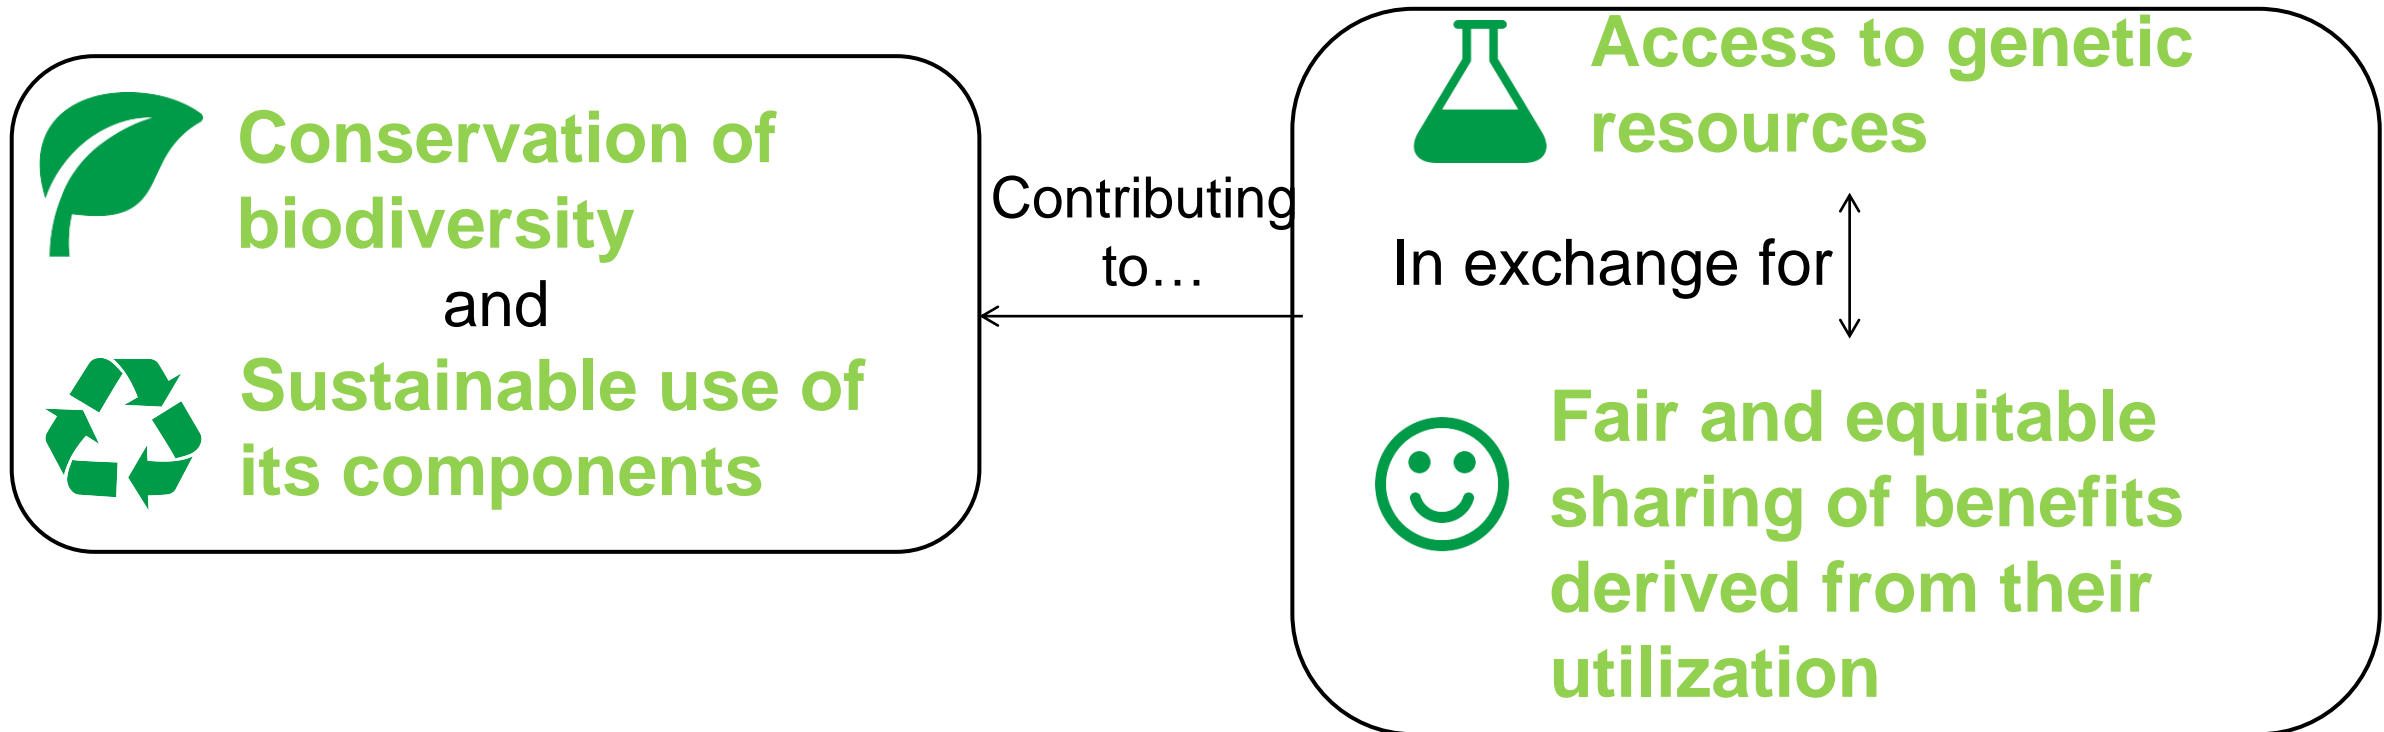 Conservation of
biodiversity
and
Sustainable use of
its components
Contributing
to…
Access to genetic
resources
In exchange for
Fair and equitable
sharing of benefits
derived from their
utilization